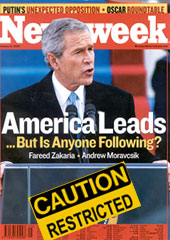 PUTIN'S UNEXPECTED OPPOSITION • OSCAR ROUNDTABLE
Newsweek
America Leads
...But Is Anyone Following?
Fareed Zakaria • Andrew Moravcsik
CAUTION
RESTRICTED